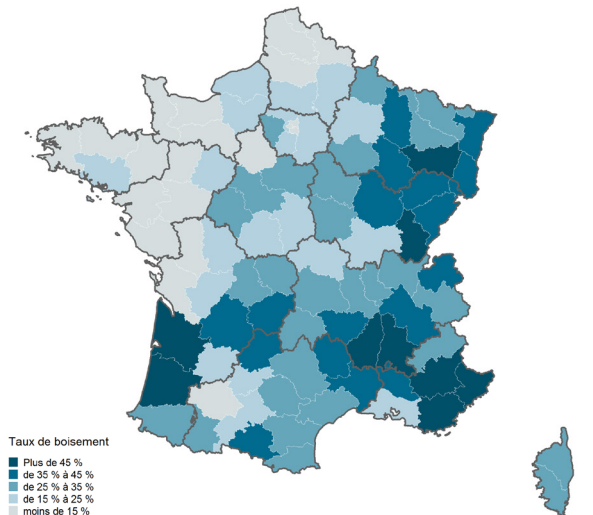 Taux de boisement
Plus de 45 %
de 35 % à 45 %
de 25 % à 35 %
de 15 % à 25 %
moins de 15 %